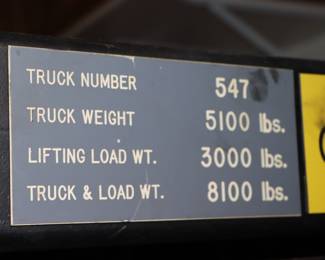 TRUCK NUMBER 547
TRUCK WEIGHT 5100 lbs.
LIFTING LOAD WT. 3000 lbs.
TRUCK & LOAD WT. 8100 lbs.